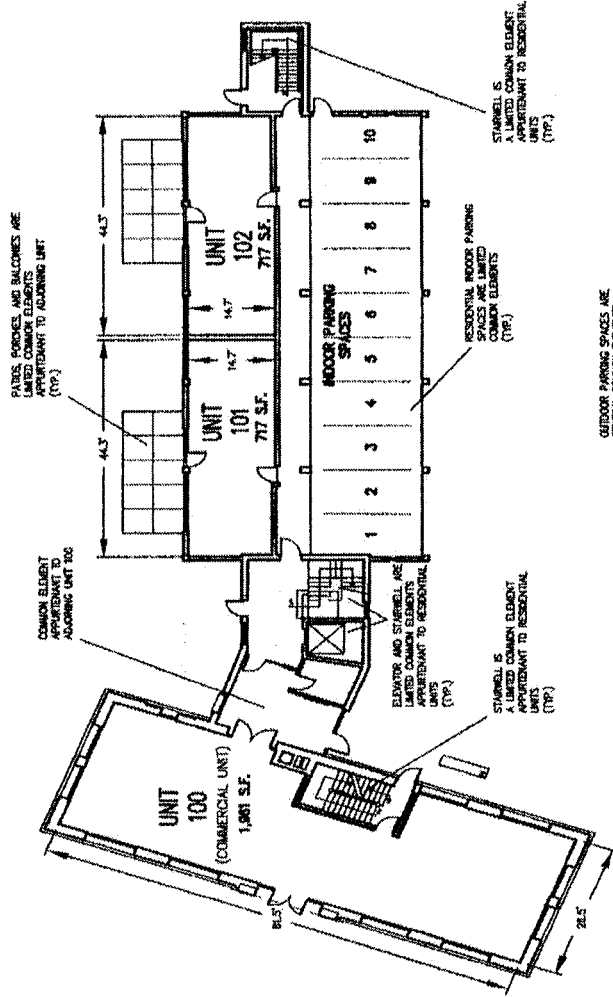 PATIOS, PORCHES, AND BALCONIES ARE
LIMITED COMMON ELEMENTS
APPURTENANT TO ADJOINING UNIT
(TYP.)
44.3'
44.3'
COMMON ELEMENT
APPURTENANT TO
ADJOINING UNIT 100
UNIT
101
717 S.F.
14.7'
UNIT
102
717 S.F.
14.7'
INDOOR PARKING
SPACES
1
2
3
4
5
6
7
8
9
10
STAIRWELL IS
A LIMITED COMMON ELEMENT
APPURTENANT TO RESIDENTIAL
UNITS
(TYP.)
RESIDENTIAL INDOOR PARKING
SPACES ARE LIMITED
COMMON ELEMENTS
(TYP.)
ELEVATOR AND STAIRWELL ARE
LIMITED COMMON ELEMENTS
APPURTENANT TO RESIDENTIAL
UNITS
(TYP.)
STAIRWELL IS
A LIMITED COMMON ELEMENT
APPURTENANT TO RESIDENTIAL
UNITS
(TYP.)
UNIT
100
(COMMERCIAL UNIT)
1,961 S.F.
81.5'
28.5'
OUTDOOR PARKING SPACES ARE